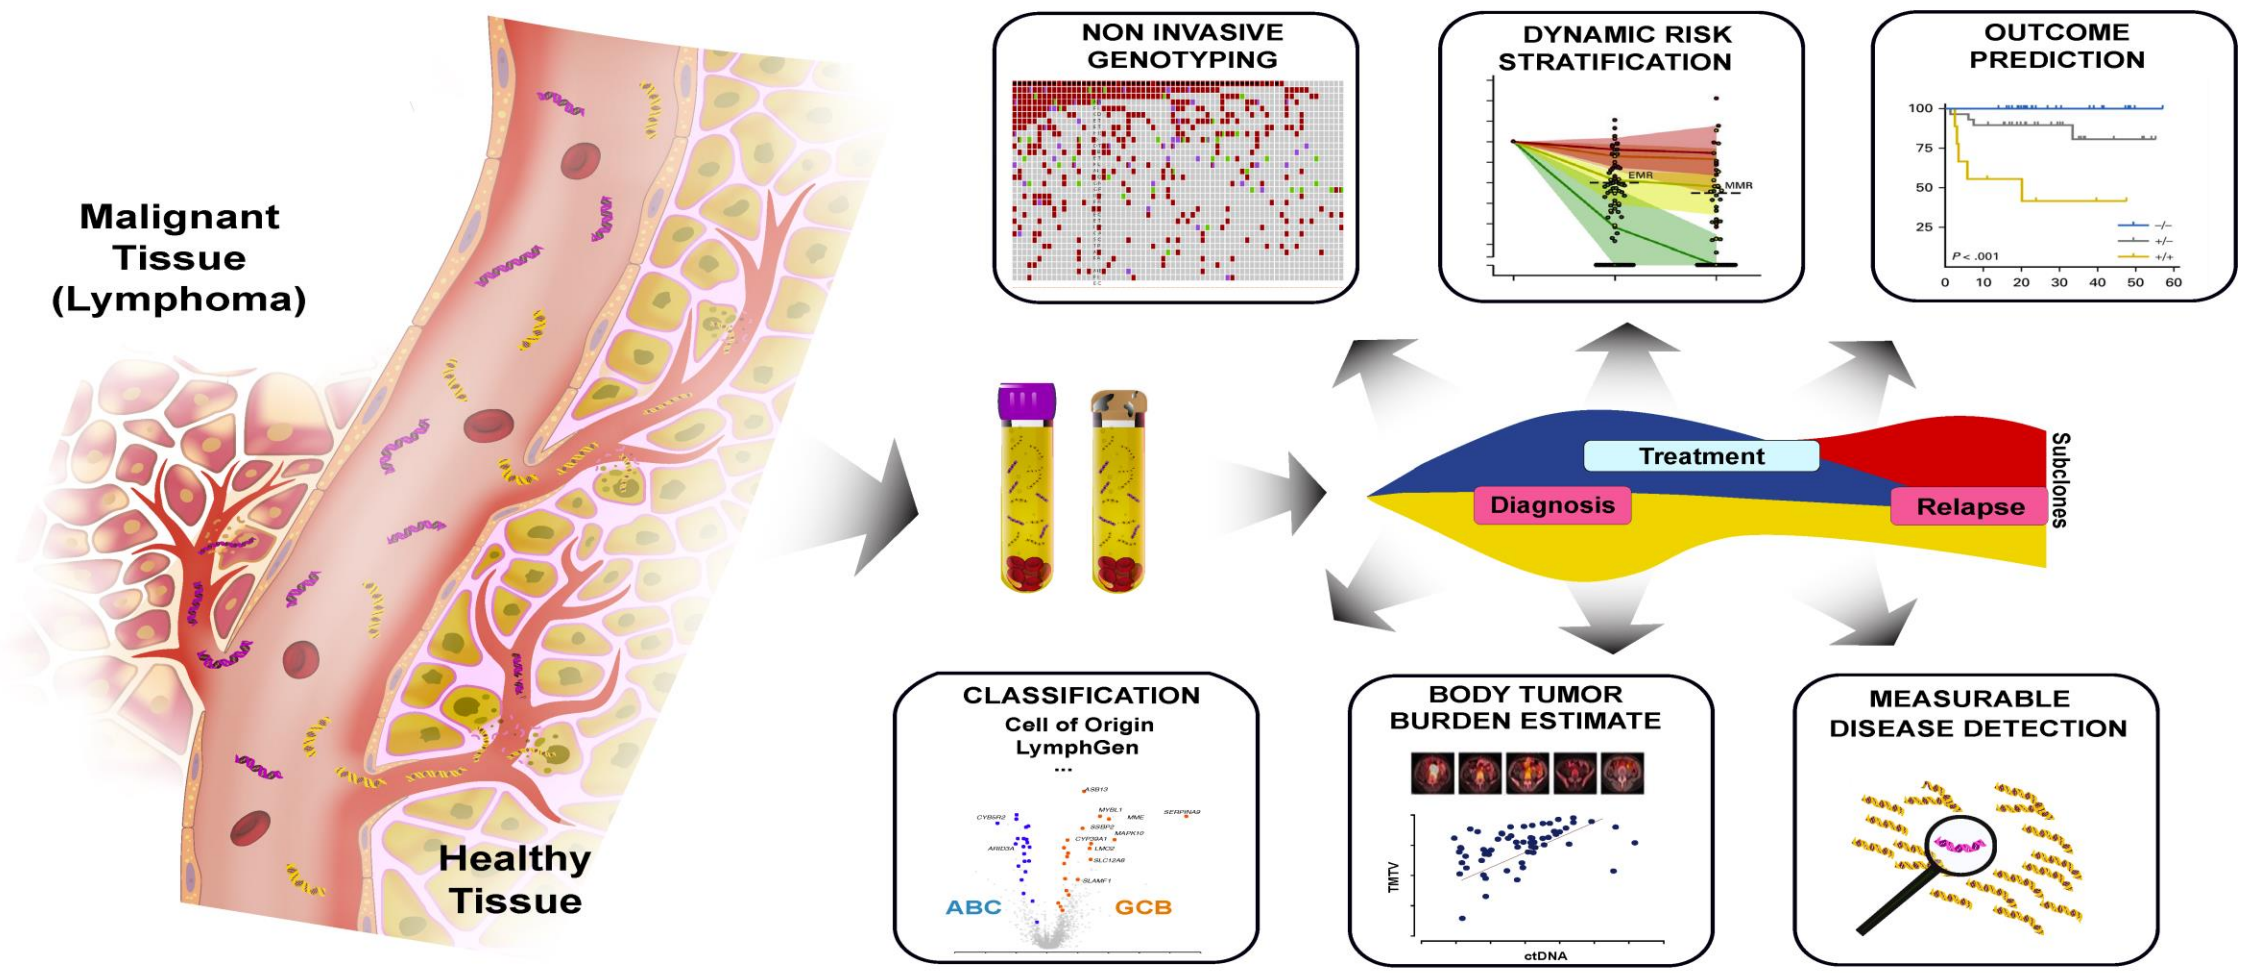 Malignant
Tissue
(Lymphoma)
Healthy
Tissue
NON INVASIVE
GENOTYPING
DYNAMIC RISK
STRATIFICATION
EMR
MMR
OUTCOME
PREDICTION
100
75
50
25
−/−
+/−
+/+
P < .001
0 10 20 30 40 50 60
Treatment
Diagnosis
Relapse
Subclones
CLASSIFICATION
Cell of Origin
LymphGen
...
ASB13
MYBL1
MME
SERPINA9
CYB5R2
SSBP2
MAPK10
CYP39A1
ARID3A
LMO2
SLC12A8
SLAMF1
ABC
GCB
BODY TUMOR
BURDEN ESTIMATE
TMTV
ctDNA
MEASURABLE
DISEASE DETECTION